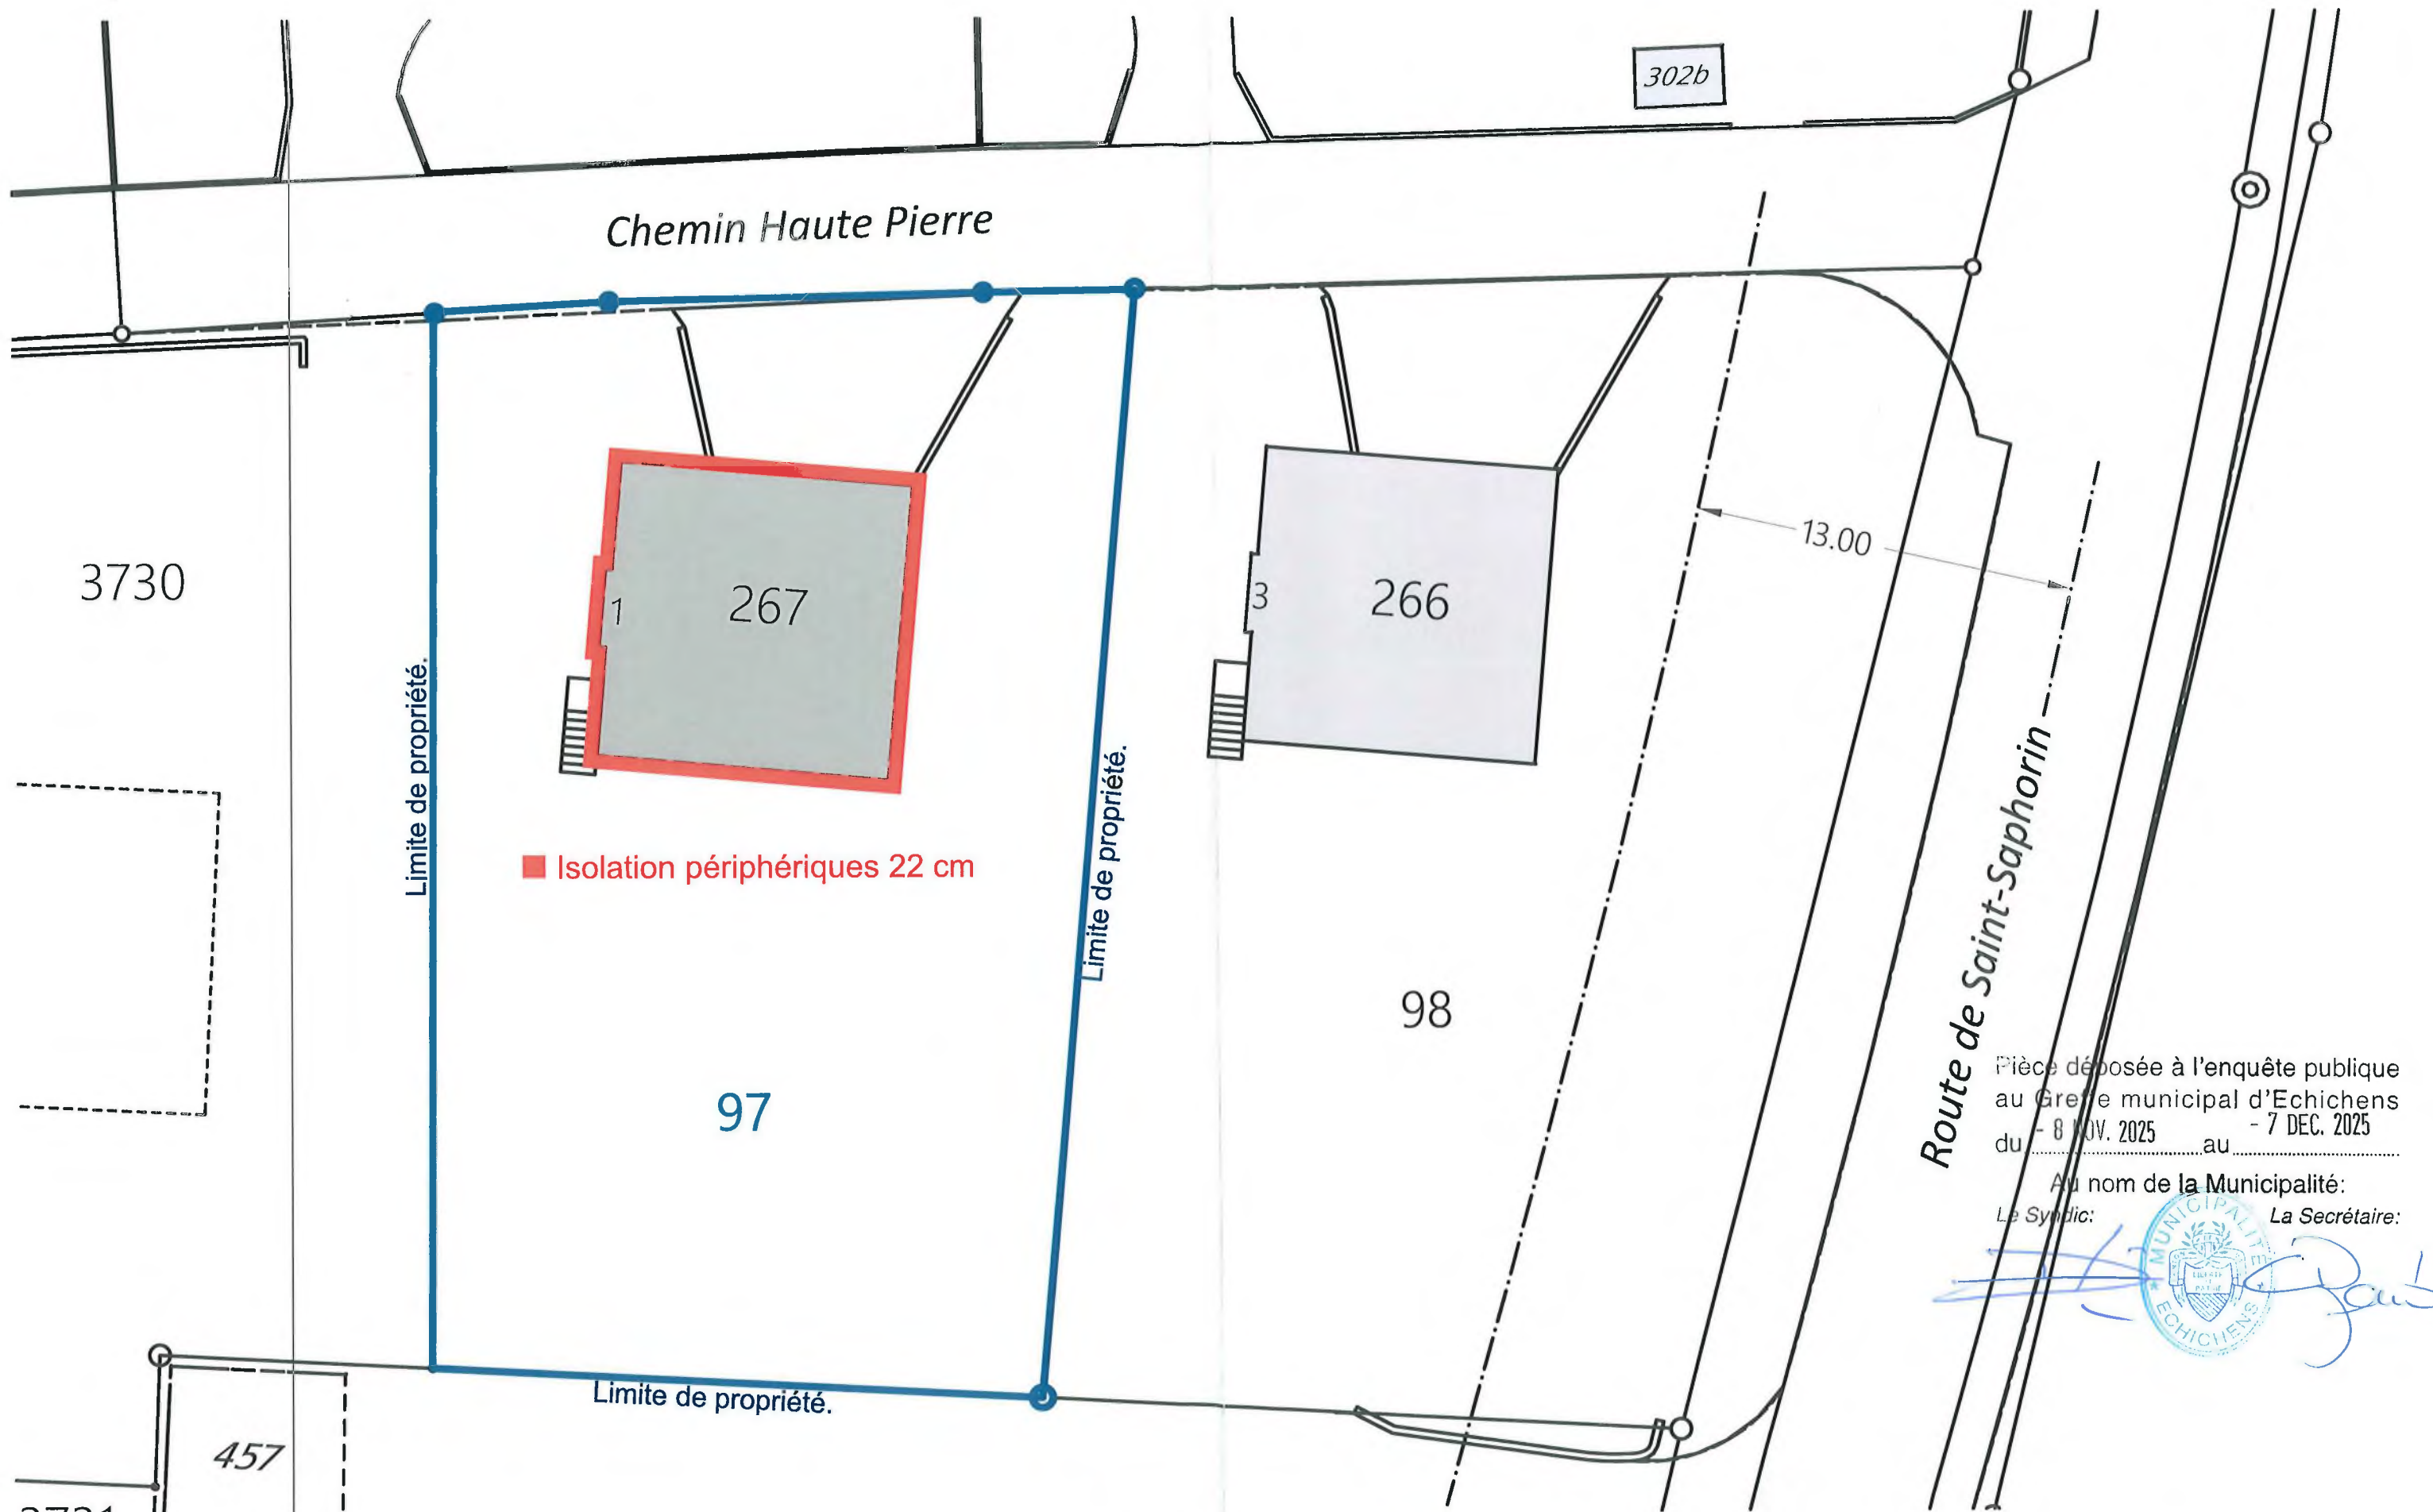 302b
Chemin Haute Pierre
13.00
3730
1
267
3
266
Limite de propriété.
Limite de propriété.
Isolation périphériques 22 cm
98
97
Route de Saint-Saphorin
Pièce déposée à l'enquête publique
au Greffe municipal d'Echichens
du - 8 NOV. 2025 au - 7 DEC. 2025
Au nom de la Municipalité:
Le Syndic: La Secrétaire:
MUNICIPALITE
* ECHICHENS *
Limite de propriété.
457